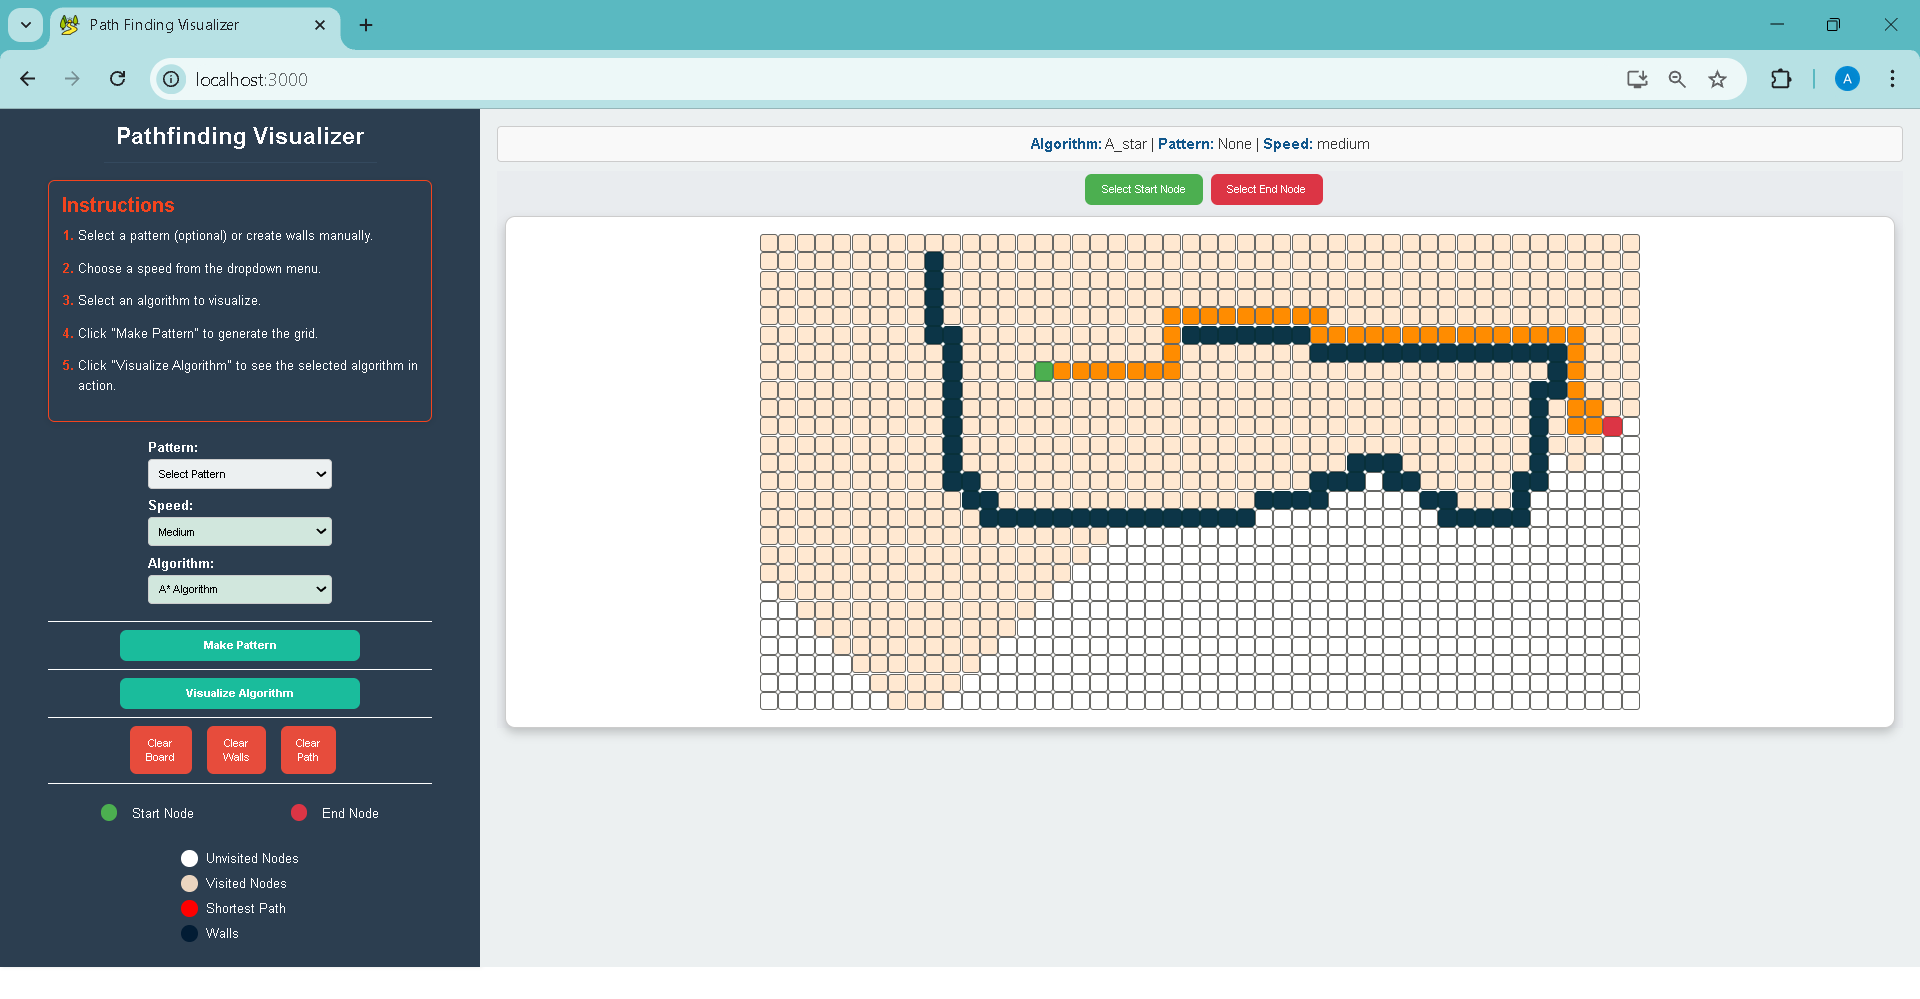 Path Finding Visualizer
localhost:3000
A
Pathfinding Visualizer
Instructions
1. Select a pattern (optional) or create walls manually.
2. Choose a speed from the dropdown menu.
3. Select an algorithm to visualize.
4. Click "Make Pattern" to generate the grid.
5. Click "Visualize Algorithm" to see the selected algorithm in
action.
Pattern:
Select Pattern
Speed:
Medium
Algorithm:
A* Algorithm
Make Pattern
Visualize Algorithm
Clear
Board
Clear
Walls
Clear
Path
Start Node
End Node
Unvisited Nodes
Visited Nodes
Shortest Path
Walls
Algorithm: A_star | Pattern: None | Speed: medium
Select Start Node
Select End Node